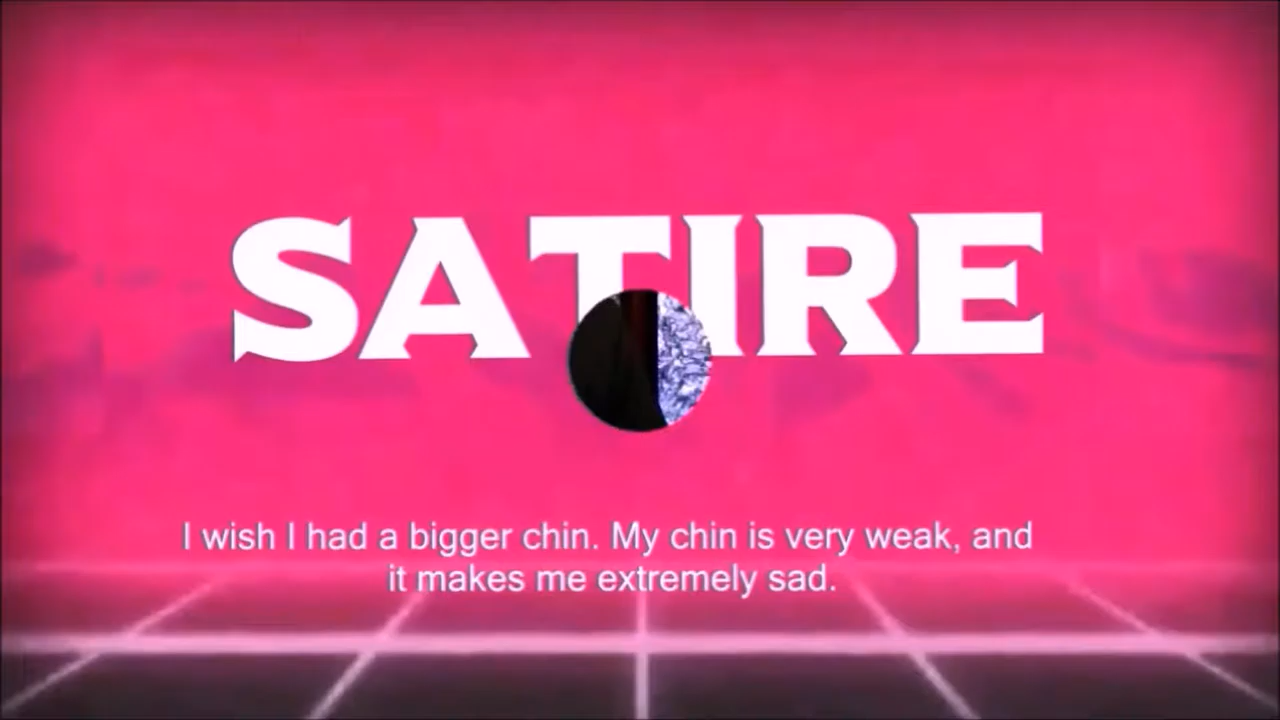 SATIRE
I wish I had a bigger chin. My chin is very weak, and
it makes me extremely sad.